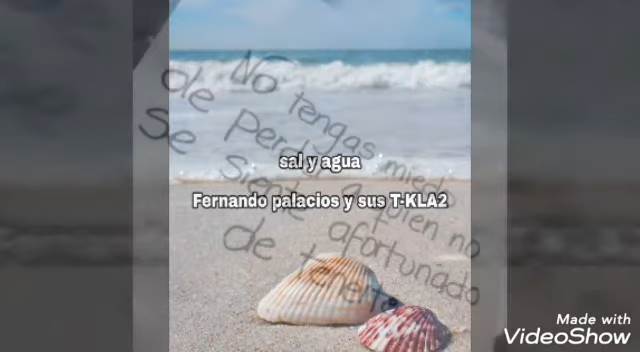 No tengas miedo
de perder a quien no
se siente afortunado
de tenerte
sal y agua
Fernando palacios y sus T-KLA2
Made with
VideoShow